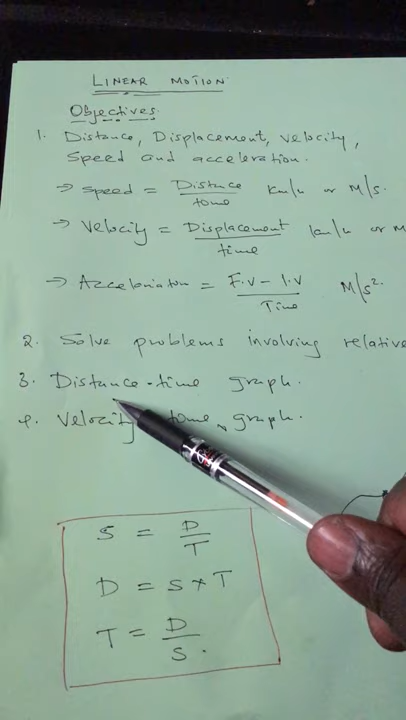 LINEAR MOTION
Objectives.
1. Distance, Displacement, velocity,
Speed and acceleration.
→ Speed = Distance / time km/h or M/s.
→ Velocity = Displacement / time km/h or M
→ Acceleration = F.V - I.V / Time M/s².
2. Solve problems involving relative
3. Distance-time graph.
4. Velocity time graph.
S = D / T
D = S × T
T = D / S.